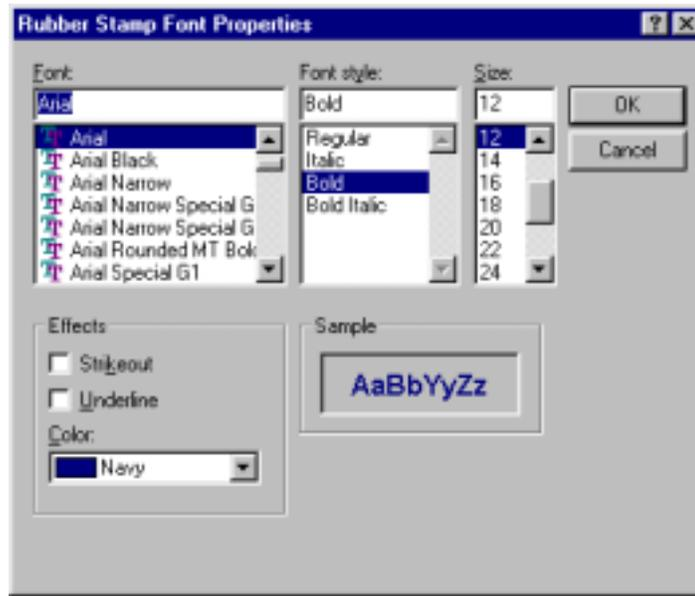 Rubber Stamp Font Properties
Font:
Arial
Arial
Arial Black
Arial Narrow
Arial Narrow Special G
Arial Narrow Special G
Arial Rounded MT Bold
Arial Special G1
Font style:
Bold
Regular
Italic
Bold
Bold Italic
Size:
12
12
14
16
18
20
22
24
OK
Cancel
Effects
Strikeout
Underline
Color:
Navy
Sample
AaBbYyZz